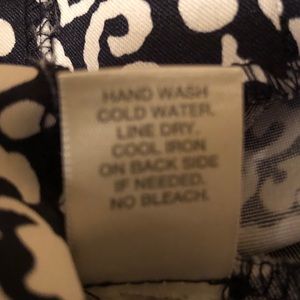 HAND WASH
COLD WATER,
LINE DRY.
COOL IRON
ON BACK SIDE
IF NEEDED.
NO BLEACH.